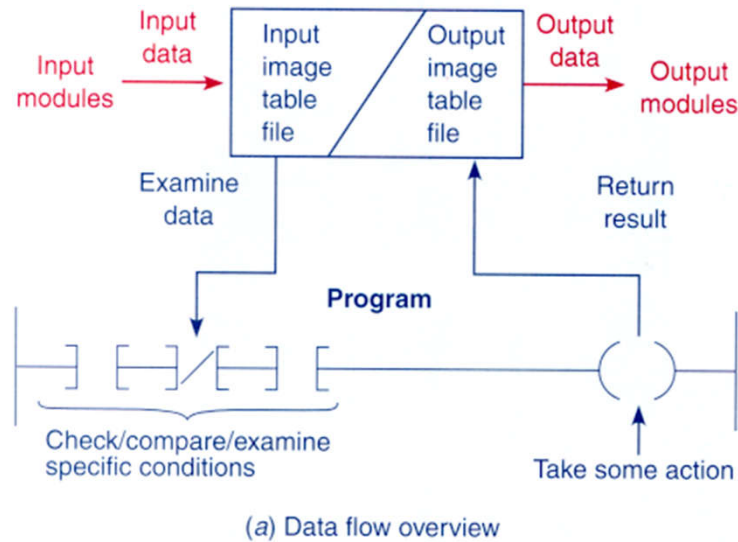 Input
data
Input
modules
Input
image
table
file
Output
image
table
file
Output
data
Output
modules
Examine
data
Return
result
Program
Check/compare/examine
specific conditions
Take some action
(a) Data flow overview